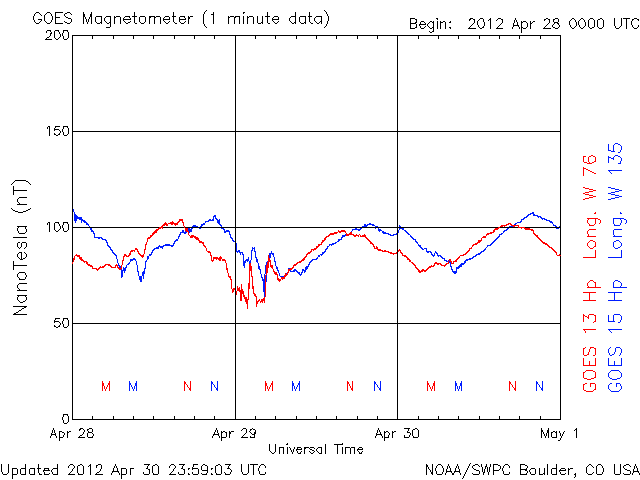 GOES Magnetometer (1 minute data)
Begin: 2012 Apr 28 0000 UTC
200
150
100
50
0
NanoTesla (nT)
M M N N M M N N M M N N
Apr 28 Apr 29 Apr 30 May 1
Universal Time
GOES 13 Hp Long. W 76
GOES 15 Hp Long. W 135
Updated 2012 Apr 30 23:59:03 UTC
NOAA/SWPC Boulder, CO USA